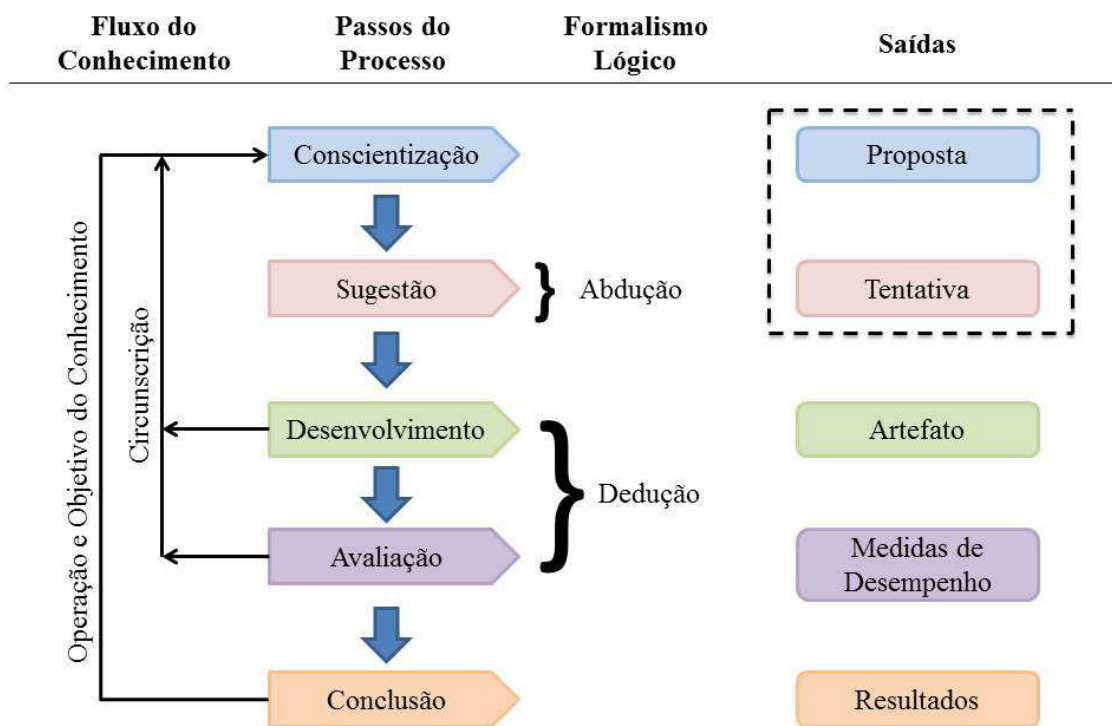 Fluxo do
Conhecimento
Passos do
Processo
Formalismo
Lógico
Saídas
Conscientização
Proposta
Sugestão
Abdução
Tentativa
Desenvolvimento
Artefato
Dedução
Avaliação
Medidas de
Desempenho
Conclusão
Resultados
Circunscrição
Operação e Objetivo do Conhecimento